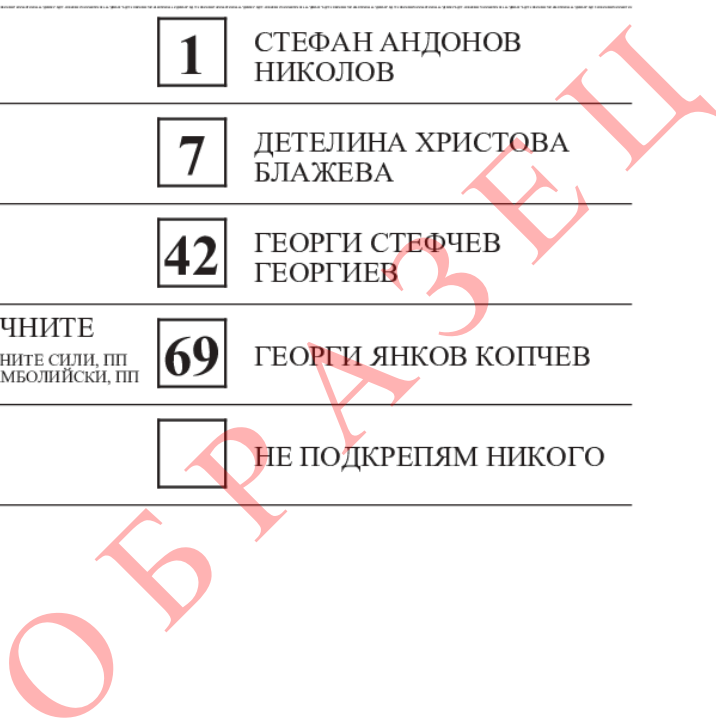 1
СТЕФАН АНДОНОВ
НИКОЛОВ
7
ДЕТЕЛИНА ХРИСТОВА
БЛАЖЕВА
42
ГЕОРГИ СТЕФЧЕВ
ГЕОРГИЕВ
ЧНИТЕ
НИТЕ СИЛИ, ПП
МБОЛИЙСКИ, ПП
69
ГЕОРГИ ЯНКОВ КОПЧЕВ
НЕ ПОДКРЕПЯМ НИКОГО
ОБРАЗЕЦ